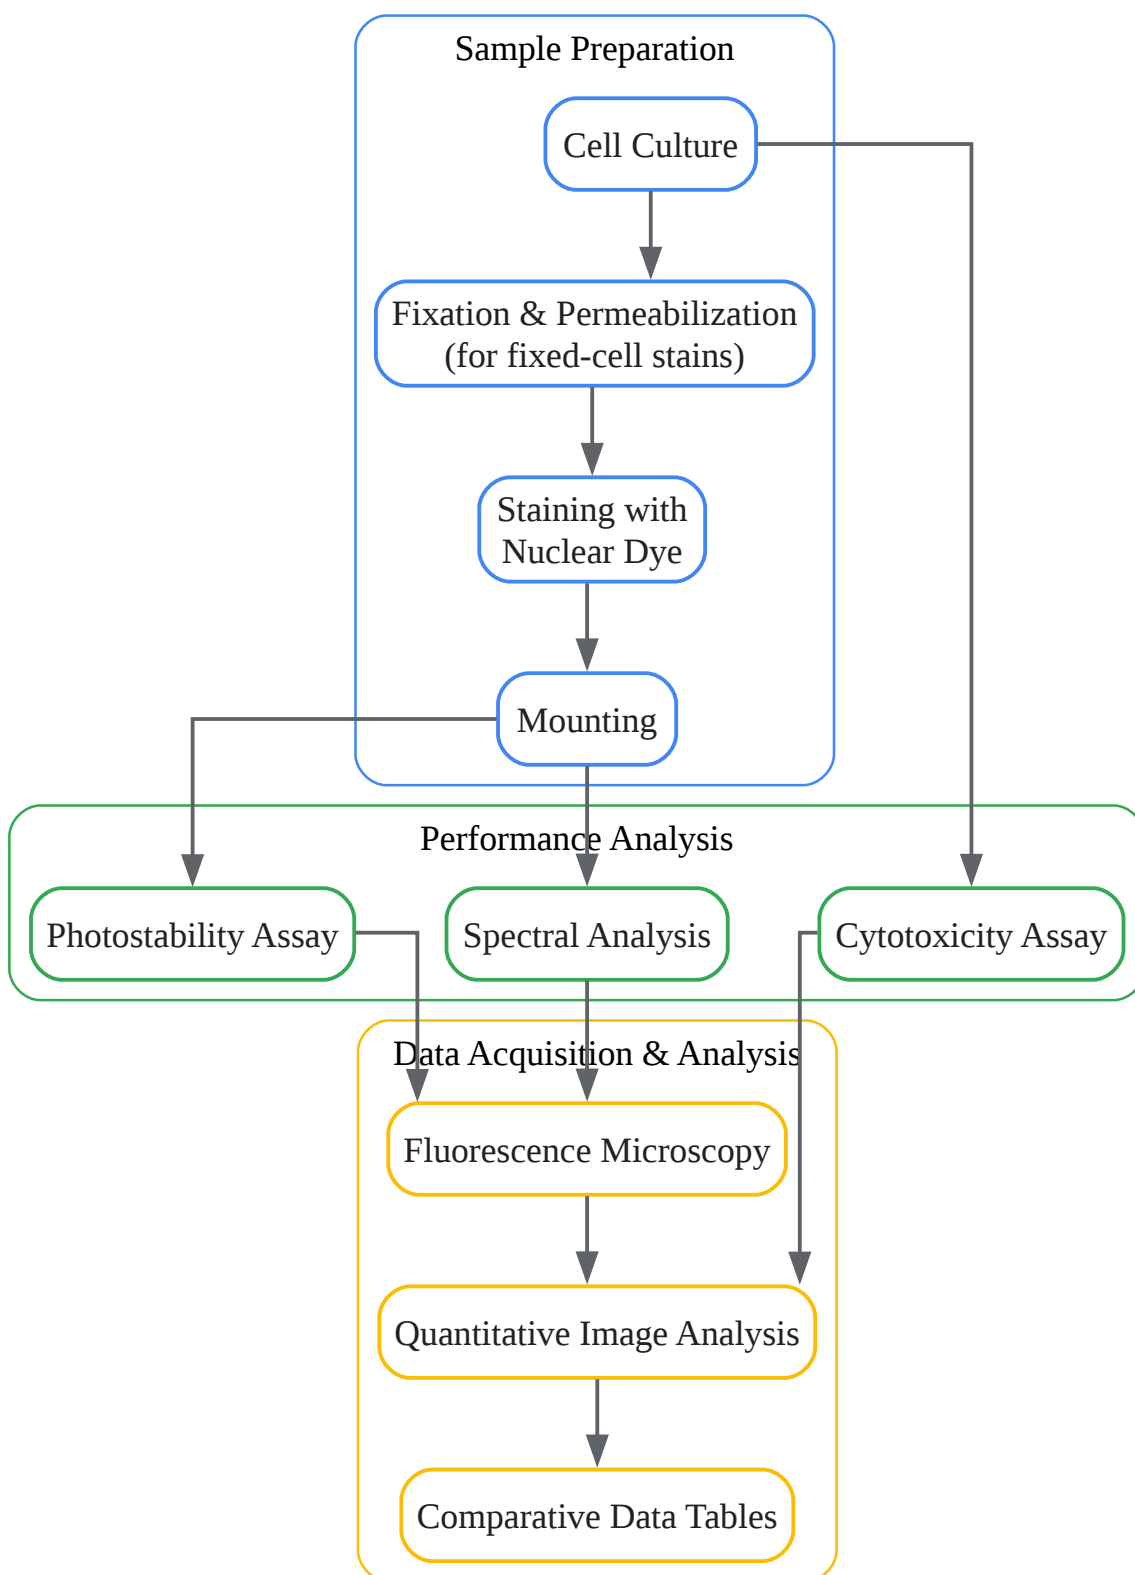 Sample Preparation
Cell Culture
Fixation & Permeabilization
(for fixed-cell stains)
Staining with
Nuclear Dye
Mounting
Performance Analysis
Photostability Assay
Spectral Analysis
Cytotoxicity Assay
Data Acquisition & Analysis
Fluorescence Microscopy
Quantitative Image Analysis
Comparative Data Tables